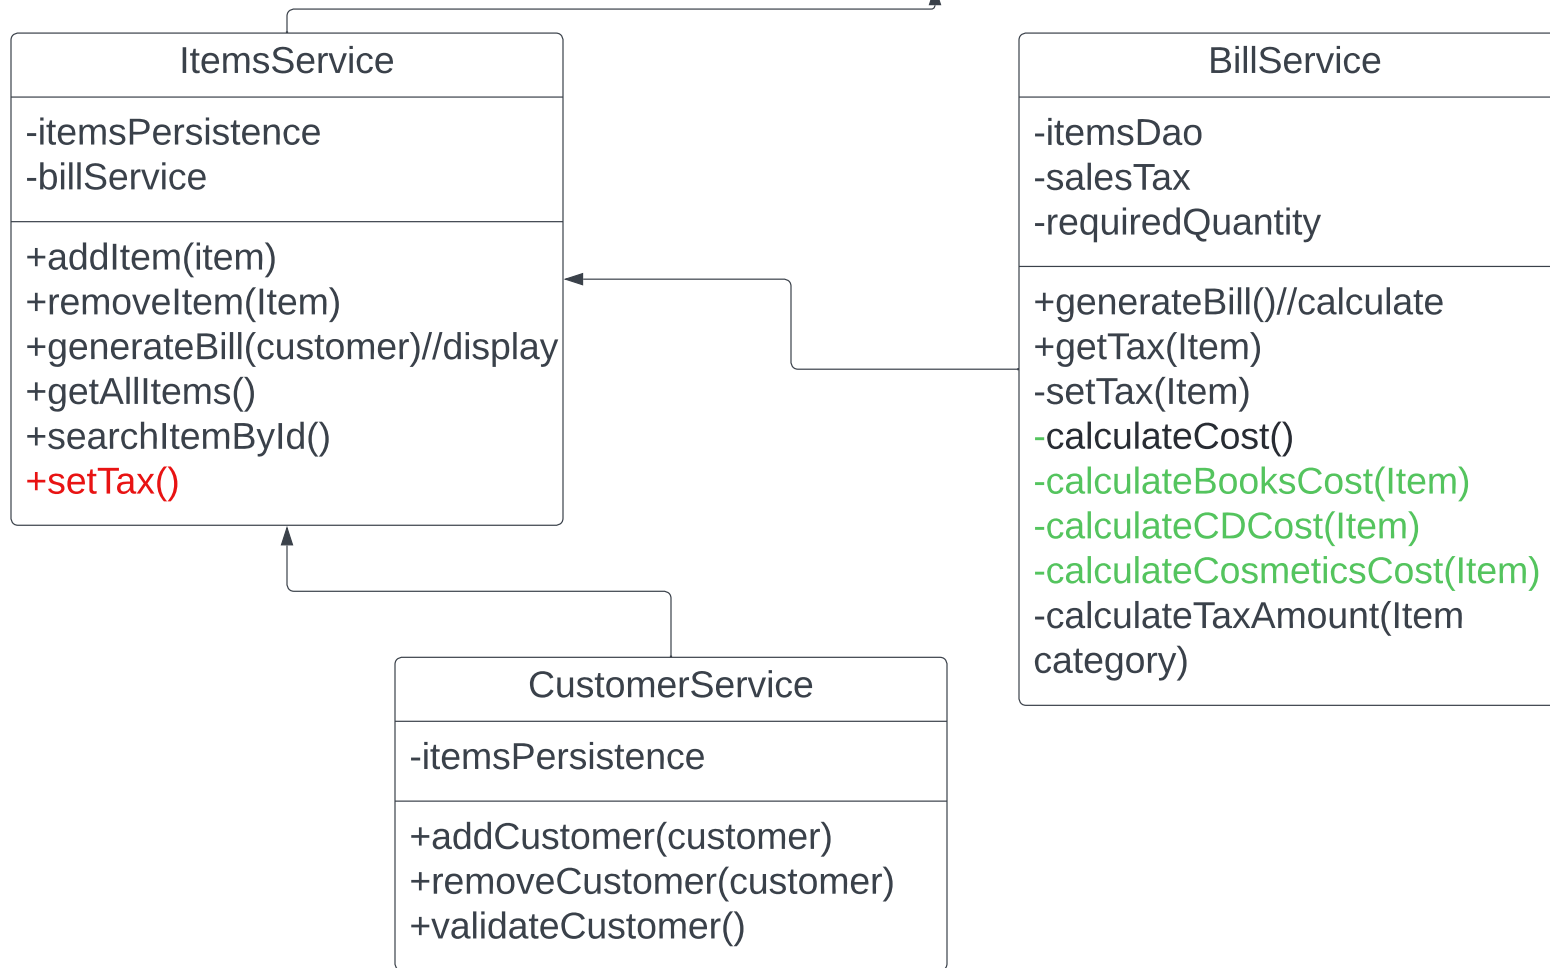 ItemsService
-itemsPersistence
-billService
+addItem(item)
+removeItem(Item)
+generateBill(customer)//display
+getAllItems()
+searchItemById()
+setTax()
BillService
-itemsDao
-salesTax
-requiredQuantity
+generateBill()//calculate
+getTax(Item)
-setTax(Item)
-calculateCost()
-calculateBooksCost(Item)
-calculateCDCost(Item)
-calculateCosmeticsCost(Item)
-calculateTaxAmount(Item
category)
CustomerService
-itemsPersistence
+addCustomer(customer)
+removeCustomer(customer)
+validateCustomer()